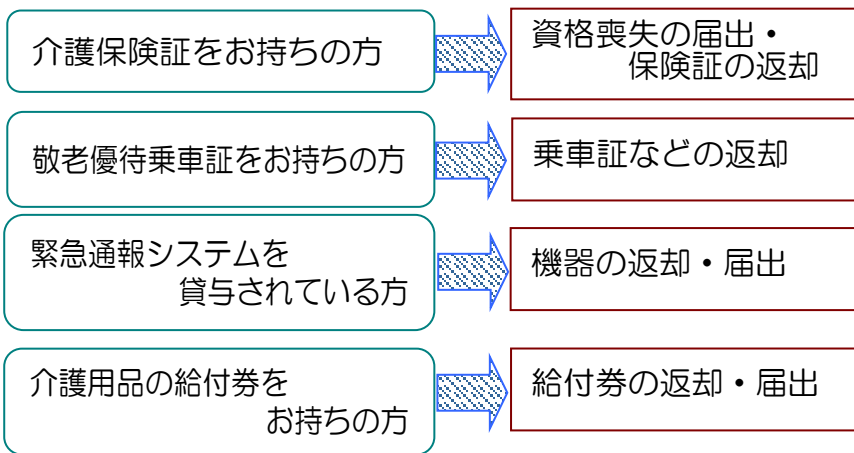 介護保険証をお持ちの方
資格喪失の届出・
保険証の返却
敬老優待乗車証をお持ちの方
乗車証などの返却
緊急通報システムを
貸与されている方
機器の返却・届出
介護用品の給付券を
お持ちの方
給付券の返却・届出